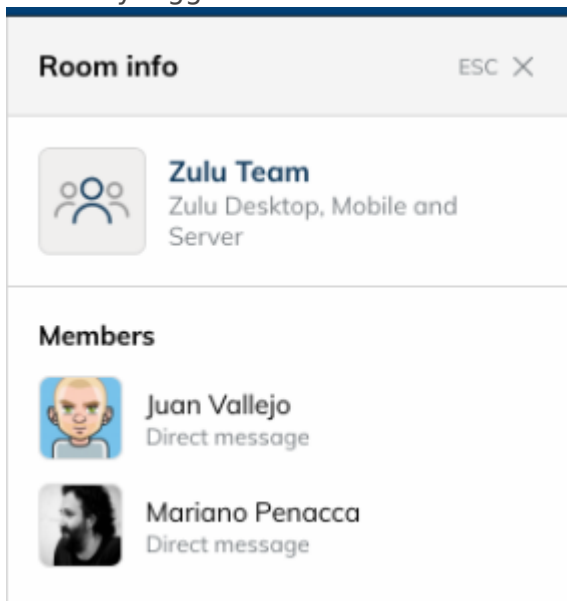 Room info
ESC
Zulu Team
Zulu Desktop, Mobile and
Server
Members
Juan Vallejo
Direct message
Mariano Penacca
Direct message